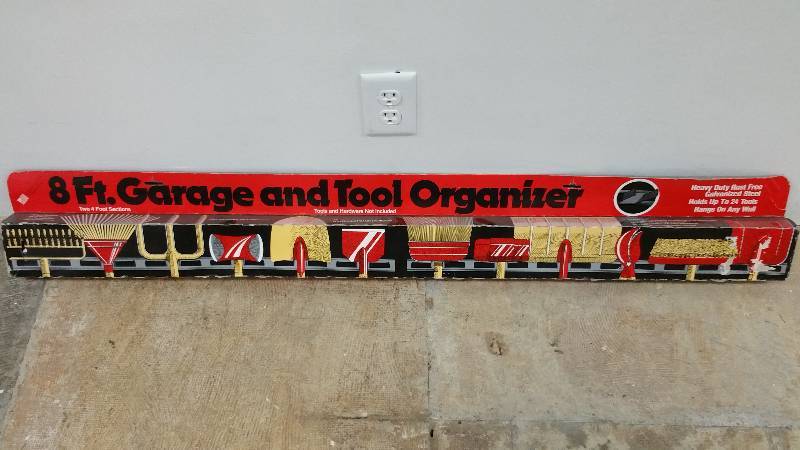 8 Ft. Garage and Tool Organizer
Two 4 Foot Sections
Tools and Hardware Not Included
Heavy Duty Rust Free
Galvanized Steel
Holds Up To 24 Tools
Hangs On Any Wall